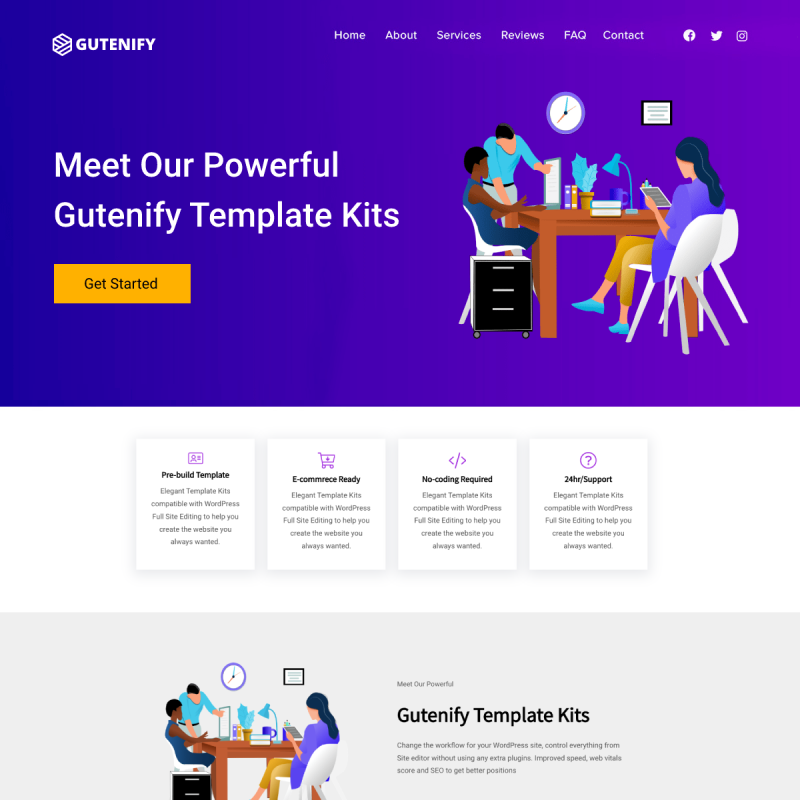 GUTENIFY
Home About Services Reviews FAQ Contact
Meet Our Powerful
Gutenify Template Kits
Get Started
Pre-build Template
Elegant Template Kits
compatible with WordPress
Full Site Editing to help you
create the website you
always wanted.
E-commrece Ready
Elegant Template Kits
compatible with WordPress
Full Site Editing to help you
create the website you
always wanted.
No-coding Required
Elegant Template Kits
compatible with WordPress
Full Site Editing to help you
create the website you
always wanted.
24hr/Support
Elegant Template Kits
compatible with WordPress
Full Site Editing to help you
create the website you
always wanted.
Meet Our Powerful
Gutenify Template Kits
Change the workflow for your WordPress site, control everything from
Site editor without using any extra plugins. Improved speed, web vitals
score and SEO to get better positions